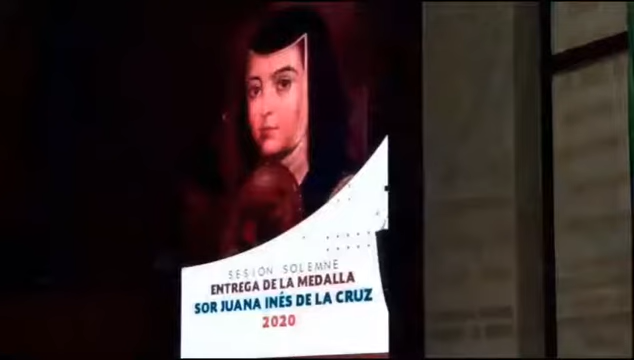 SESIÓN SOLEMNE
ENTREGA DE LA MEDALLA
SOR JUANA INÉS DE LA CRUZ
2020